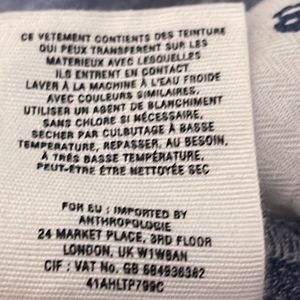 CE VETEMENT CONTIENTS DES TEINTURE
QUI PEUX TRANSFERENT SUR LES
MATERIEUX AVEC LESQUELLES
ILS ENTRENT EN CONTACT
LAVER À LA MACHINE À L'EAU FROIDE
AVEC COULEURS SIMILAIRES,
UTILISER UN AGENT DE BLANCHIMENT
SANS CHLORE SI NÉCESSAIRE,
SECHER PAR CULBUTAGE À BASSE
TEMPERATURE, REPASSER, AU BESOIN,
À TRÈS BASSE TEMPÉRATURE,
PEUT-ÊTRE ÊTRE NETTOYÉE SEC
FOR EU : IMPORTED BY
ANTHROPOLOGIE
24 MARKET PLACE, 3RD FLOOR
LONDON, UK W1W8AN
CIF : VAT No. GB 684936382
41AHLTP799C